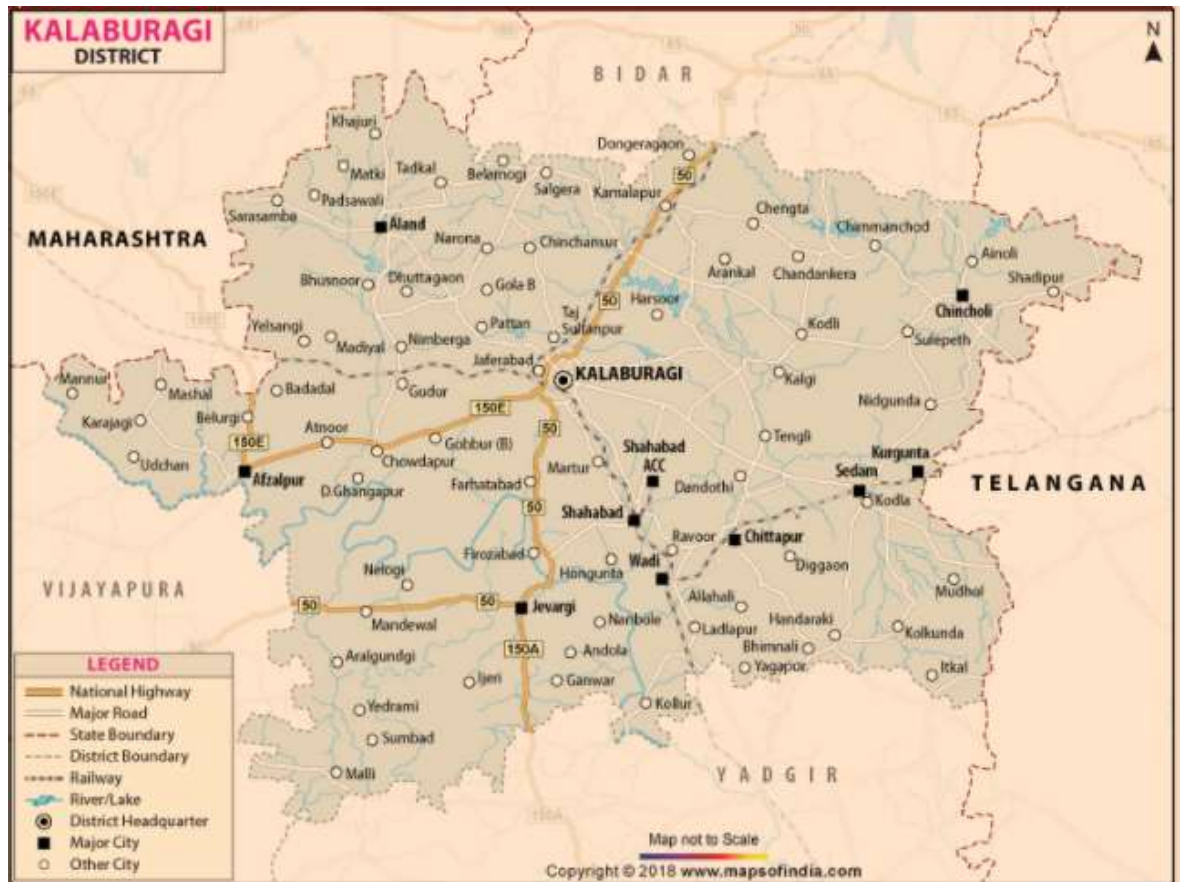 KALABURAGI
DISTRICT
N
BIDAR
Khajuri
Dongeragaon
Matki
Tadkal
Belamogi
Salgera
50
Padsawali
Kamalapur
Sarasamba
Aland
Chengta
Chimmanchod
MAHARASHTRA
Narona
Chinchansur
Ainoli
Arankal
Chandankera
Shadipur
Bhusnoor
Dhuttagaon
Gola B
50
Harsoor
Chincholi
Yelsangi
Pattan
Taj
Sultanpur
Kodli
Sulepeth
Madiyal
Nimberga
Jaferabad
KALABURAGI
Kalgi
Mannur
Mashal
Badadal
Gudur
Nidgunda
Karajagi
Belurgi
Atnoor
150E
50
150E
Gobbur (B)
Tengli
Udchan
Chowdapur
Martur
Shahabad
ACC
Kurgunta
Sedam
Afzalpur
D.Ghangapur
Farhatabad
Dandothi
Kodla
TELANGANA
50
Shahabad
Ravoor
Chittapur
Firozabad
Hongunta
Wadi
Diggaon
VIJAYAPURA
Nelogi
Mudhol
50
50
Jevargi
Allahali
Mandewal
Nanbole
Ladlapur
Handaraki
Kolkunda
150A
Bhimnali
Aralgundgi
Andola
Yagapor
Itkal
Ijeri
Ganwar
Yedrami
Kollur
Sumbad
Malli
YADGIR
150A
LEGEND
National Highway
Major Road
State Boundary
District Boundary
Railway
River/Lake
District Headquarter
Major City
Other City
Map not to Scale
Copyright © 2018 www.mapsofindia.com